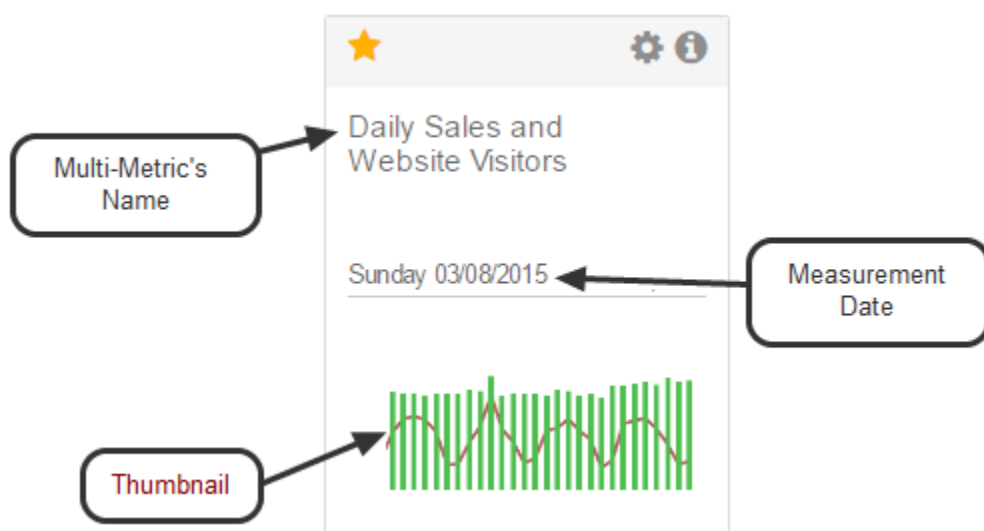 Daily Sales and
Website Visitors
Multi-Metric's
Name
Sunday 03/08/2015
Measurement
Date
Thumbnail